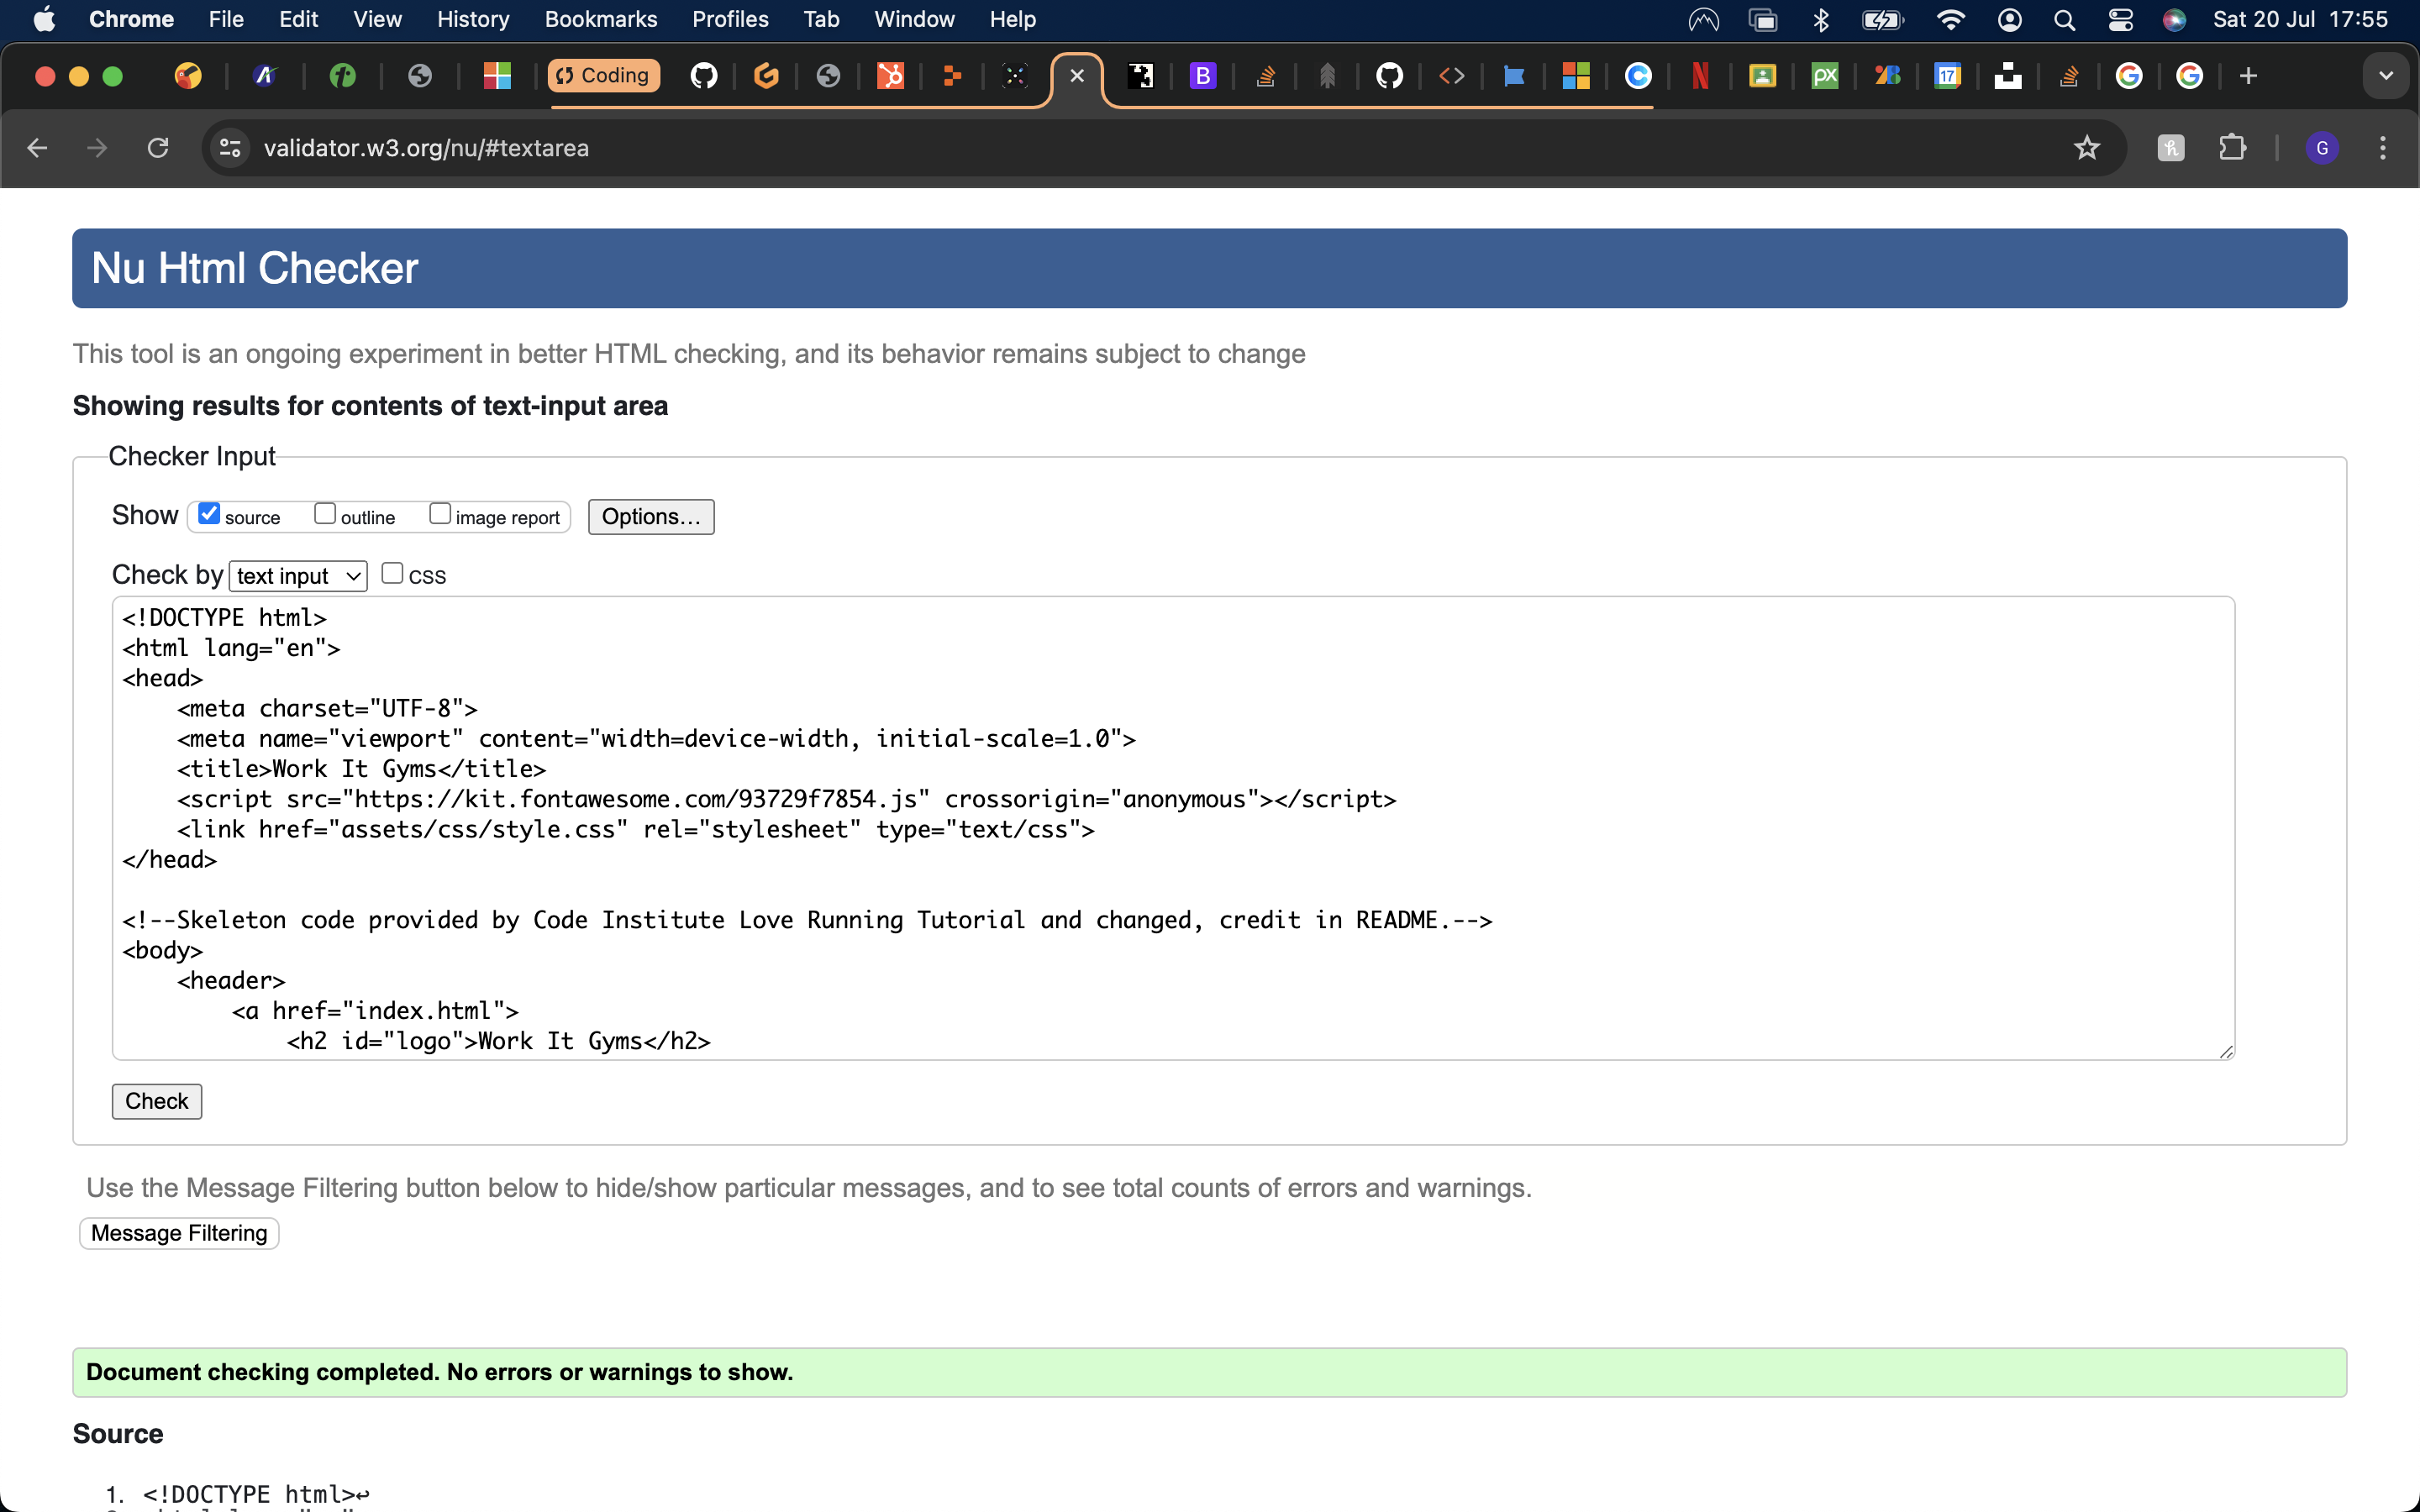 Chrome File Edit View History Bookmarks Profiles Tab Window Help Sat 20 Jul 17:55
Coding B PX 17
validator.w3.org/nu/#textarea G
Nu Html Checker
This tool is an ongoing experiment in better HTML checking, and its behavior remains subject to change
Showing results for contents of text-input area
Checker Input
Show source outline image report Options...
Check by text input CSS
<!DOCTYPE html>
<html lang="en">
<head>
<meta charset="UTF-8">
<meta name="viewport" content="width=device-width, initial-scale=1.0">
<title>Work It Gyms</title>
<script src="https://kit.fontawesome.com/93729f7854.js" crossorigin="anonymous"></script>
<link href="assets/css/style.css" rel="stylesheet" type="text/css">
</head>
<!--Skeleton code provided by Code Institute Love Running Tutorial and changed, credit in README.-->
<body>
<header>
<a href="index.html">
<h2 id="logo">Work It Gyms</h2>
Check
Use the Message Filtering button below to hide/show particular messages, and to see total counts of errors and warnings.
Message Filtering
Document checking completed. No errors or warnings to show.
Source
1. <!DOCTYPE html>↩